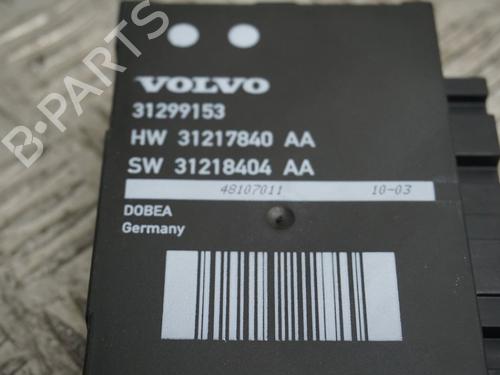 B-PARTS
VOLVO
31299153
HW 31217840 AA
SW 31218404 AA
48107011 10-03
DOBEA
Germany